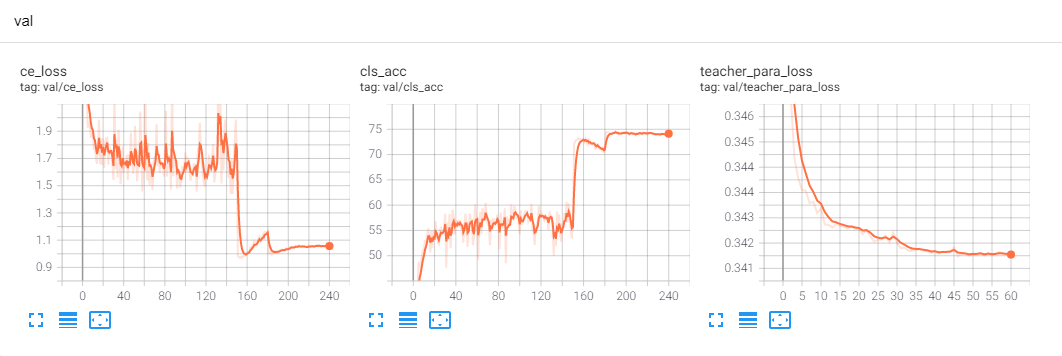 val
ce_loss
tag: val/ce_loss
1.9
1.7
1.5
1.3
1.1
0.9
0 40 80 120 160 200 240
cls_acc
tag: val/cls_acc
75
70
65
60
55
50
0 40 80 120 160 200 240
teacher_para_loss
tag: val/teacher_para_loss
0.346
0.345
0.344
0.344
0.343
0.342
0.341
0 5 10 15 20 25 30 35 40 45 50 55 60